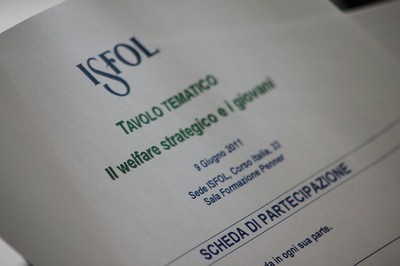 ISFOL
TAVOLO TEMATICO
Il welfare strategico e i giovani
9 Giugno 2011
Sede ISFOL, Corso Italia, 33
Sala Formazione Penner
SCHEDA DI PARTECIPAZIONE
in ogni sua parte.